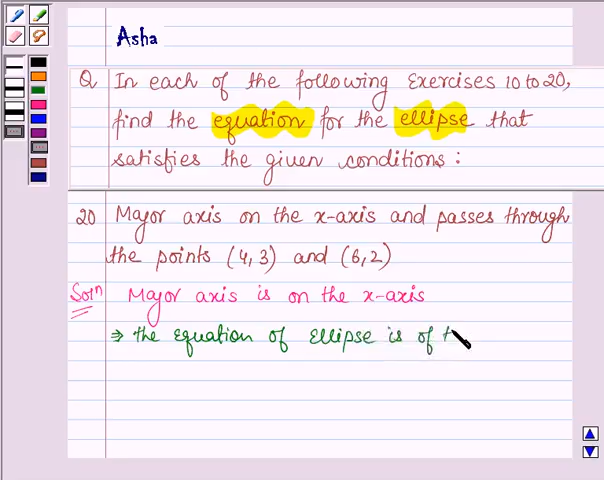 Asha
Q In each of the following Exercises 10 to 20,
find the equation for the ellipse that
satisfies the given conditions:
20 Major axis on the x-axis and passes through
the points (4,3) and (6,2)
Soln Major axis is on the x-axis
⇒ the equation of ellipse is of t